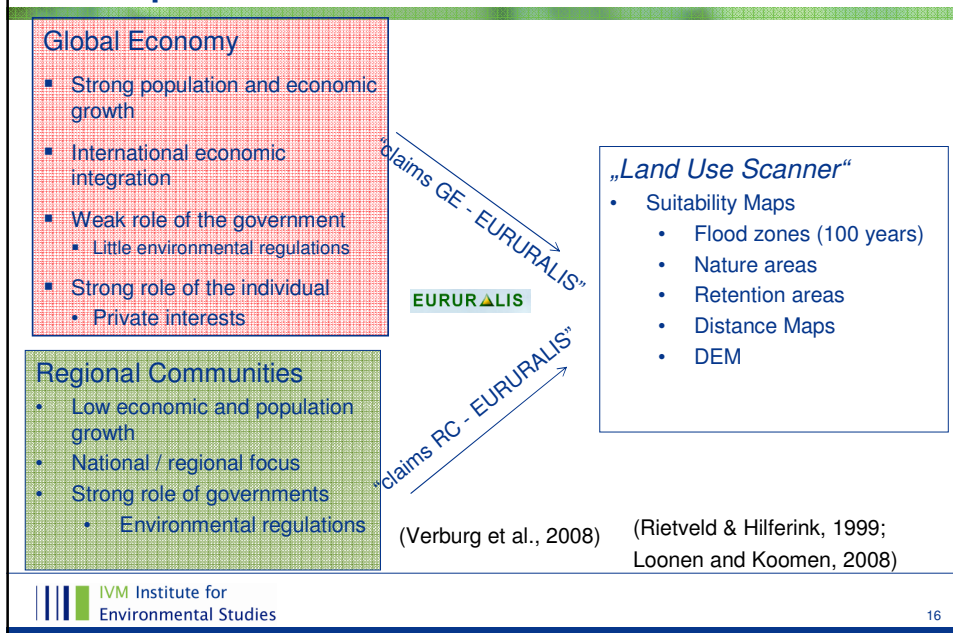 Global Economy
▪ Strong population and economic
growth
▪ International economic
integration
▪ Weak role of the government
▪ Little environmental regulations
▪ Strong role of the individual
• Private interests
Regional Communities
• Low economic and population
growth
• National / regional focus
• Strong role of governments
• Environmental regulations
"claims GE - EURURALIS"
EURURALIS
"claims RC - EURURALIS"
(Verburg et al., 2008)
„Land Use Scanner“
• Suitability Maps
• Flood zones (100 years)
• Nature areas
• Retention areas
• Distance Maps
• DEM
(Rietveld & Hilferink, 1999;
Loonen and Koomen, 2008)
IVM Institute for
Environmental Studies
16